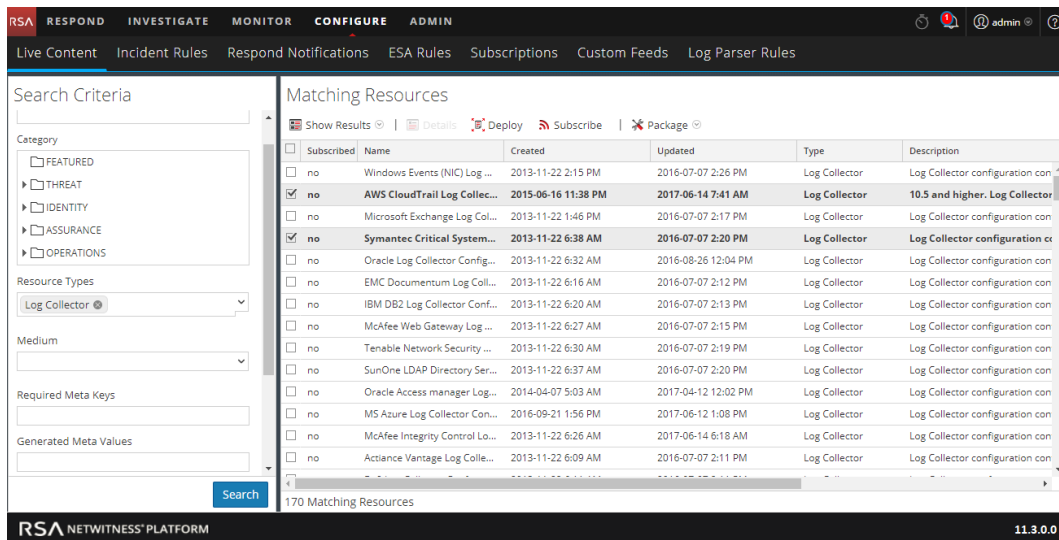 RSA RESPOND INVESTIGATE MONITOR CONFIGURE ADMIN 1 admin
Live Content Incident Rules Respond Notifications ESA Rules Subscriptions Custom Feeds Log Parser Rules
Search Criteria
Category
FEATURED
THREAT
IDENTITY
ASSURANCE
OPERATIONS
Resource Types
Log Collector
Medium
Required Meta Keys
Generated Meta Values
Search
Matching Resources
Show Results | Details Deploy Subscribe | Package
Subscribed Name Created Updated Type Description
no Windows Events (NIC) Log ... 2013-11-22 2:15 PM 2016-07-07 2:26 PM Log Collector Log Collector configuration con
no AWS CloudTrail Log Collec... 2015-06-16 11:38 PM 2017-06-14 7:41 AM Log Collector 10.5 and higher. Log Collector
no Microsoft Exchange Log Col... 2013-11-22 1:46 PM 2016-07-07 2:17 PM Log Collector Log Collector configuration con
no Symantec Critical System... 2013-11-22 6:38 AM 2016-07-07 2:20 PM Log Collector Log Collector configuration co
no Oracle Log Collector Config... 2013-11-22 6:32 AM 2016-08-26 12:04 PM Log Collector Log Collector configuration con
no EMC Documentum Log Coll... 2013-11-22 6:16 AM 2016-07-07 2:12 PM Log Collector Log Collector configuration con
no IBM DB2 Log Collector Conf... 2013-11-22 6:20 AM 2016-07-07 2:13 PM Log Collector Log Collector configuration con
no McAfee Web Gateway Log ... 2013-11-22 6:27 AM 2016-07-07 2:15 PM Log Collector Log Collector configuration con
no Tenable Network Security ... 2013-11-22 6:30 AM 2016-07-07 2:19 PM Log Collector Log Collector configuration con
no SunOne LDAP Directory Ser... 2013-11-22 6:37 AM 2016-07-07 2:20 PM Log Collector Log Collector configuration con
no Oracle Access manager Log... 2014-04-07 5:03 AM 2017-04-12 12:02 PM Log Collector Log Collector configuration con
no MS Azure Log Collector Con... 2016-09-21 1:56 PM 2017-06-12 1:08 PM Log Collector Log Collector configuration con
no McAfee Integrity Control Lo... 2013-11-22 6:26 AM 2017-06-14 6:18 AM Log Collector Log Collector configuration con
no Actiance Vantage Log Colle... 2013-11-22 6:09 AM 2016-07-07 2:11 PM Log Collector Log Collector configuration con
170 Matching Resources
RSA NETWITNESS® PLATFORM 11.3.0.0